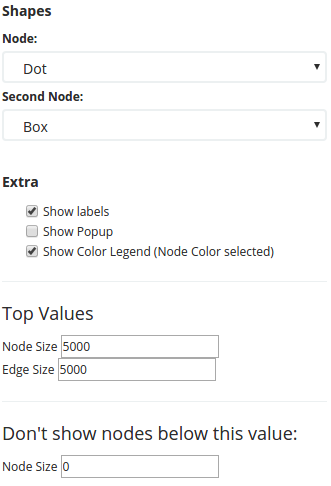 Shapes
Node:
Dot
Second Node:
Box
Extra
Show labels
Show Popup
Show Color Legend (Node Color selected)
Top Values
Node Size 5000
Edge Size 5000
Don't show nodes below this value:
Node Size 0